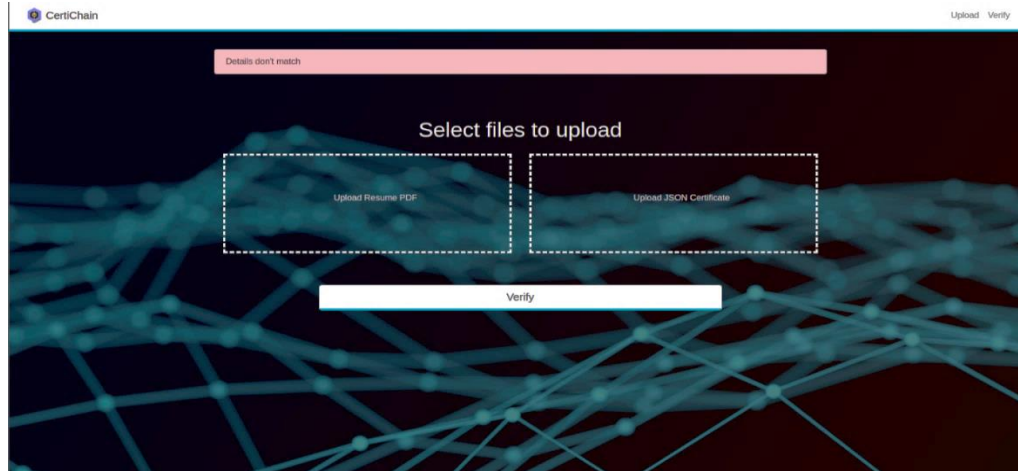 CertiChain
Upload Verify
Details don't match
Select files to upload
Upload Resume PDF
Upload JSON Certificate
Verify